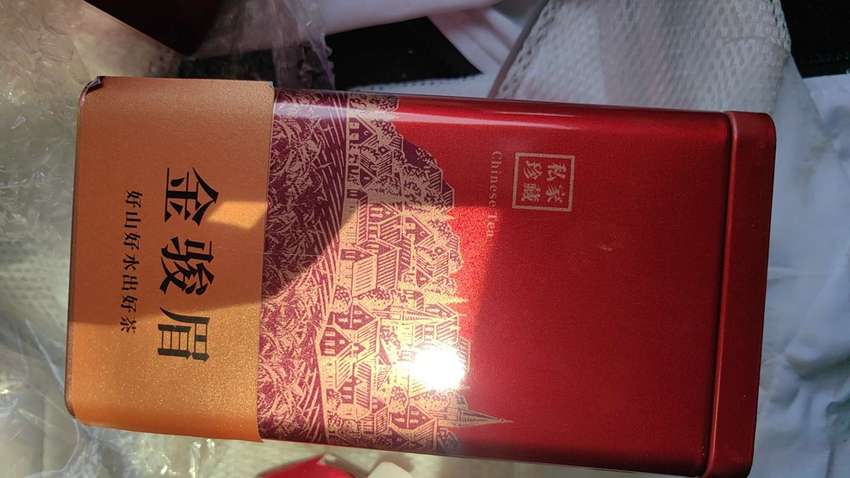 私家
珍藏
Chinese Tea
金骏眉
好山好水出好茶